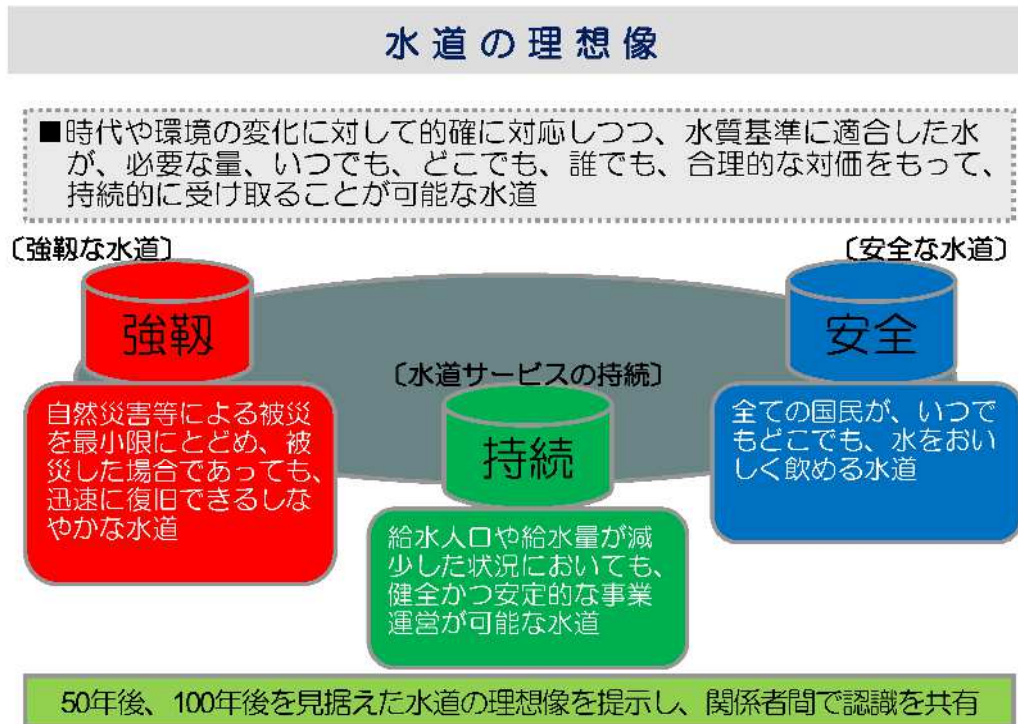 水道の理想像
■時代や環境の変化に対して的確に対応しつつ、水質基準に適合した水
が、必要な量、いつでも、どこでも、誰でも、合理的な対価をもって、
持続的に受け取ることが可能な水道
〔強靱な水道〕
〔安全な水道〕
強靱
安全
〔水道サービスの持続〕
自然災害等による被災
を最小限にとどめ、被
災した場合であっても、
迅速に復旧できるしな
やかな水道
持続
全ての国民が、いつで
もどこでも、水をおい
しく飲める水道
給水人口や給水量が減
少した状況においても、
健全かつ安定的な事業
運営が可能な水道
50年後、100年後を見据えた水道の理想像を提示し、関係者間で認識を共有